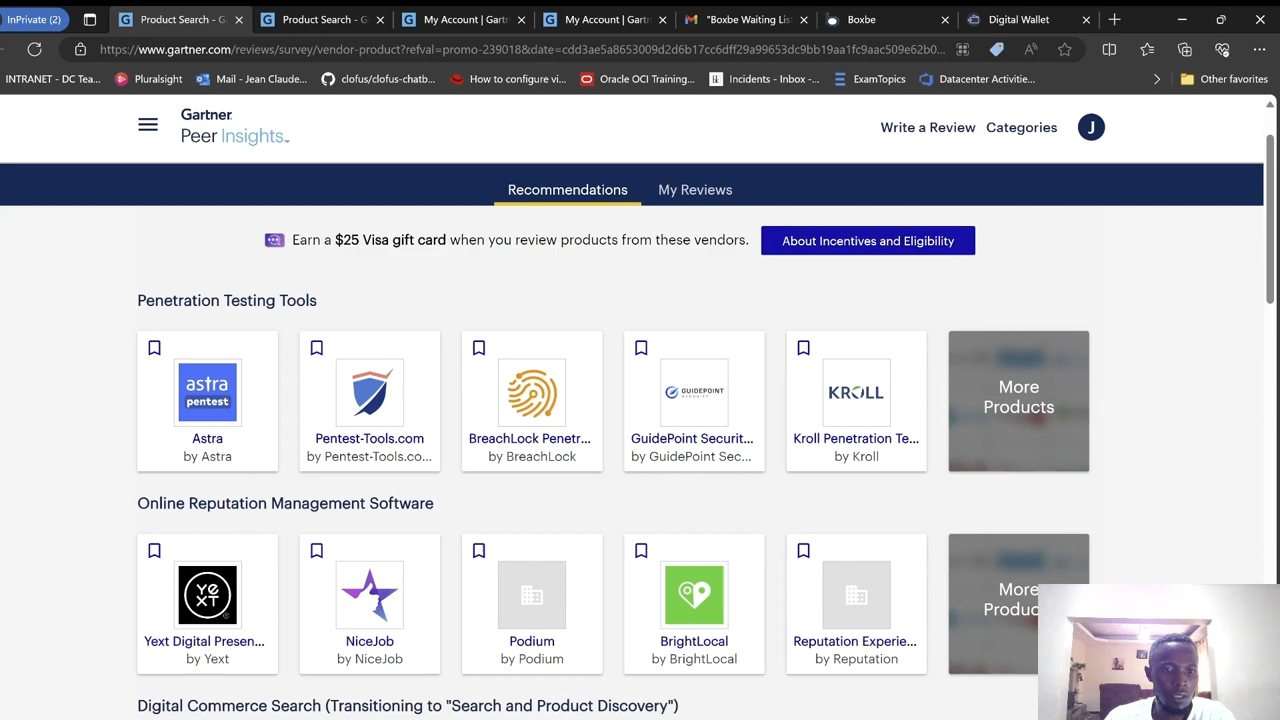 InPrivate (2)
Product Search - G
Product Search - G
My Account | Gartn
My Account | Gartn
"Boxbe Waiting Lis
Boxbe
Digital Wallet
https://www.gartner.com/reviews/survey/vendor-product?refval=promo-239018&date=cdd3ae5a8653009d2d6b17cc6dff29a99653dc9bb19aa1fc9aac509e62b0...
INTRANET - DC Tea...
Pluralsight
Mail - Jean Claude...
clofus/clofus-chatb...
How to configure vi...
Oracle OCI Training...
Incidents - Inbox -...
ExamTopics
Datacenter Activitie...
Other favorites
Gartner
Peer Insights
Write a Review
Categories
J
Recommendations
My Reviews
Earn a $25 Visa gift card when you review products from these vendors.
About Incentives and Eligibility
Penetration Testing Tools
astra
pentest
GUIDEPOINT
SECURITY
KROLL
More
Products
Astra
by Astra
Pentest-Tools.com
by Pentest-Tools.co...
BreachLock Penetr...
by BreachLock
GuidePoint Securit...
by GuidePoint Sec...
Kroll Penetration Te...
by Kroll
Online Reputation Management Software
YEXT
More
Produc
Yext Digital Presen...
by Yext
NiceJob
by NiceJob
Podium
by Podium
BrightLocal
by BrightLocal
Reputation Experie...
by Reputation
Digital Commerce Search (Transitioning to "Search and Product Discovery")